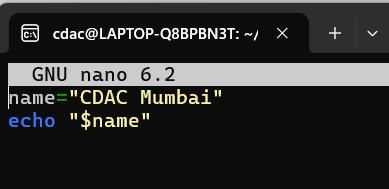 cdac@LAPTOP-Q8BPBN3T: ~/
GNU nano 6.2
name="CDAC Mumbai"
echo "$name"